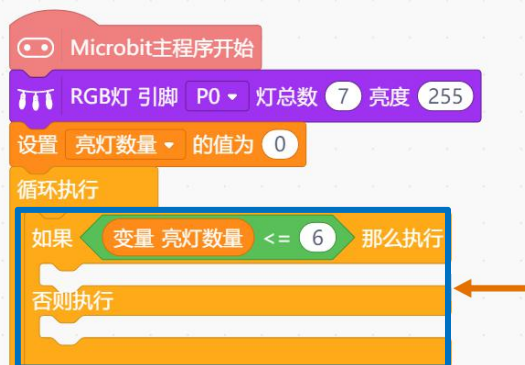 Microbit主程序开始
RGB灯 引脚 P0 灯总数 7 亮度 255
设置 亮灯数量 的值为 0
循环执行
如果 变量 亮灯数量 <= 6 那么执行
否则执行